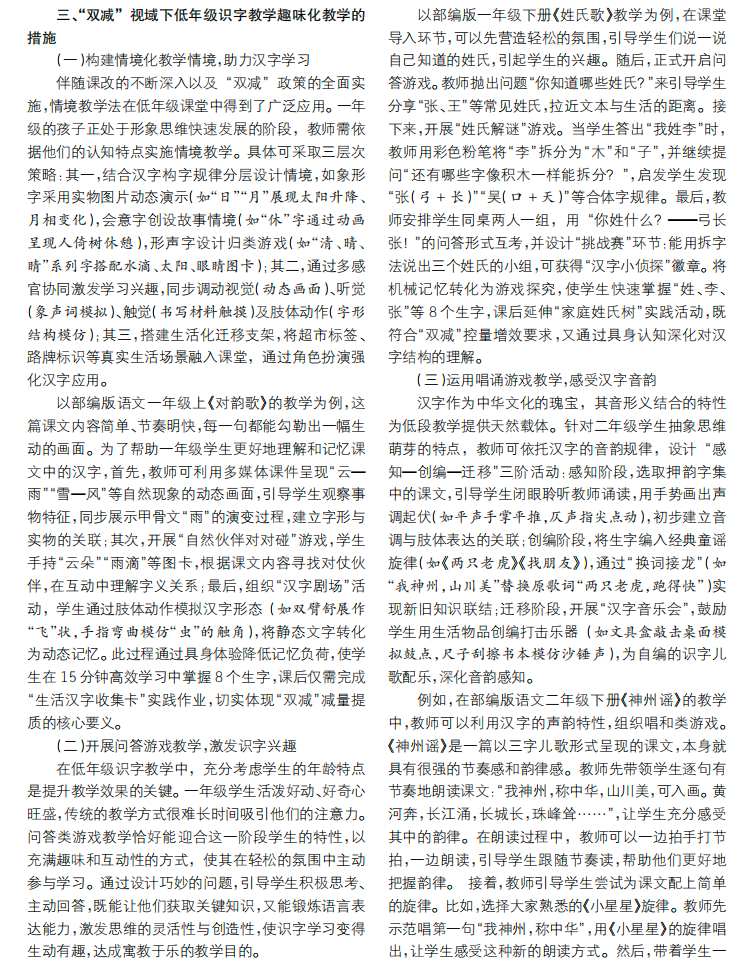 三、“双减”视域下低年级识字教学趣味化教学的
措施
(一)构建情境化教学情境,助力汉字学习
伴随课改的不断深入以及“双减”政策的全面实
施,情境教学法在低年级课堂中得到了广泛应用。一年
级的孩子正处于形象思维快速发展的阶段，教师需依
据他们的认知特点实施情境教学。具体可采取三层次
策略:其一,结合汉字构字规律分层设计情境,如象形
字采用实物图片动态演示(如“日”“月”展现太阳升降、
月相变化),会意字创设故事情境(如“休”字通过动画
呈现人倚树休憩),形声字设计归类游戏(如“清、晴、
睛”系列字搭配水滴、太阳、眼睛图卡);其二,通过多感
官协同激发学习兴趣,同步调动视觉(动态画面)、听觉
(象声词模拟)、触觉(书写材料触摸)及肢体动作(字形
结构模仿);其三,搭建生活化迁移支架,将超市标签、
路牌标识等真实生活场景融入课堂，通过角色扮演强
化汉字应用。
以部编版语文一年级上《对韵歌》的教学为例,这
篇课文内容简单、节奏明快,每一句都能勾勒出一幅生
动的画面。为了帮助一年级学生更好地理解和记忆课
文中的汉字,首先,教师可利用多媒体课件呈现“云—
雨”“雪—风”等自然现象的动态画面,引导学生观察事
物特征,同步展示甲骨文“雨”的演变过程,建立字形与
实物的关联;其次,开展“自然伙伴对对碰”游戏,学生
手持“云朵”“雨滴”等图卡,根据课文内容寻找对仗伙
伴,在互动中理解字义关系;最后,组织“汉字剧场”活
动，学生通过肢体动作模拟汉字形态(如双臂舒展作
“飞”状,手指弯曲模仿“虫”的触角),将静态文字转化
为动态记忆。此过程通过具身体验降低记忆负荷,使学
生在15分钟高效学习中掌握8个生字,课后仅需完成
“生活汉字收集卡”实践作业,切实体现“双减”减量提
质的核心要义。
(二)开展问答游戏教学,激发识字兴趣
在低年级识字教学中，充分考虑学生的年龄特点
是提升教学效果的关键。一年级学生活泼好动、好奇心
旺盛,传统的教学方式很难长时间吸引他们的注意力。
问答类游戏教学恰好能迎合这一阶段学生的特性,以
充满趣味和互动性的方式，使其在轻松的氛围中主动
参与学习。通过设计巧妙的问题,引导学生积极思考、
主动回答,既能让他们获取关键知识,又能锻炼语言表
达能力,激发思维的灵活性与创造性,使识字学习变得
生动有趣,达成寓教于乐的教学目的。
以部编版一年级下册《姓氏歌》教学为例,在课堂
导入环节,可以先营造轻松的氛围,引导学生们说一说
自己知道的姓氏,引起学生的兴趣。随后,正式开启问
答游戏。教师抛出问题“你知道哪些姓氏？”来引导学生
分享“张、王”等常见姓氏,拉近文本与生活的距离。接
下来,开展“姓氏解谜”游戏。当学生答出“我姓李”时,
教师用彩色粉笔将“李”拆分为“木”和“子”,并继续提
问“还有哪些字像积木一样能拆分？”,启发学生发现
“张(弓+长)”“吴(口+天)”等合体字规律。最后,教
师安排学生同桌两人一组，用“你姓什么？——弓长
张！”的问答形式互考,并设计“挑战赛”环节:能用拆字
法说出三个姓氏的小组,可获得“汉字小侦探”徽章。将
机械记忆转化为游戏探究,使学生快速掌握“姓、李、
张”等8个生字,课后延伸“家庭姓氏树”实践活动,既
符合“双减”控量增效要求,又通过具身认知深化对汉
字结构的理解。
(三)运用唱诵游戏教学,感受汉字音韵
汉字作为中华文化的瑰宝，其音形义结合的特性
为低段教学提供天然载体。针对二年级学生抽象思维
萌芽的特点，教师可依托汉字的音韵规律，设计“感
知—创编—迁移”三阶活动:感知阶段,选取押韵字集
中的课文,引导学生闭眼聆听教师诵读,用手势画出声
调起伏(如平声手掌平推,仄声指尖点动),初步建立音
调与肢体表达的关联;创编阶段,将生字编入经典童谣
旋律(如《两只老虎》《找朋友》),通过“换词接龙”(如
“我神州,山川美”替换原歌词“两只老虎,跑得快”)实
现新旧知识联结;迁移阶段,开展“汉字音乐会”,鼓励
学生用生活物品创编打击乐器(如文具盒敲击桌面模
拟鼓点,尺子刮擦书本模仿沙锤声),为自编的识字儿
歌配乐,深化音韵感知。
例如,在部编版语文二年级下册《神州谣》的教学
中,教师可以利用汉字的声韵特性,组织唱和类游戏。
《神州谣》是一篇以三字儿歌形式呈现的课文,本身就
具有很强的节奏感和韵律感。教师先带领学生逐句有
节奏地朗读课文:“我神州,称中华,山川美,可入画。黄
河奔,长江涌,长城长,珠峰耸……”,让学生充分感受
其中的韵律。在朗读过程中，教师可以一边拍手打节
拍,一边朗读,引导学生跟随节奏读,帮助他们更好地
把握韵律。 接着,教师引导学生尝试为课文配上简单
的旋律。比如,选择大家熟悉的《小星星》旋律。教师先
示范唱第一句“我神州,称中华”,用《小星星》的旋律唱
出,让学生感受这种新的朗读方式。然后,带着学生一